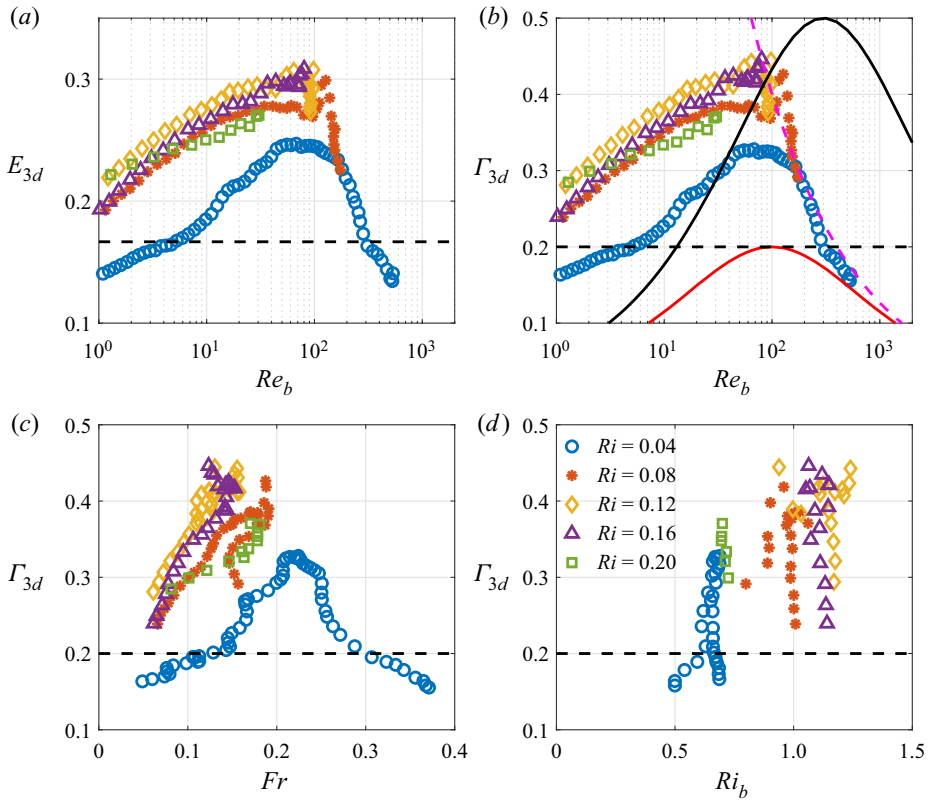 (a)
0.3
0.2
0.1
E3d
10^0
10^1
10^2
10^3
Reb
(b)
0.5
0.4
0.3
0.2
0.1
Γ3d
10^0
10^1
10^2
10^3
Reb
(c)
0.5
0.4
0.3
0.2
0.1
Γ3d
0
0.1
0.2
0.3
0.4
Fr
(d)
0.5
0.4
0.3
0.2
0.1
Γ3d
Ri = 0.04
Ri = 0.08
Ri = 0.12
Ri = 0.16
Ri = 0.20
0
0.5
1.0
1.5
Rib